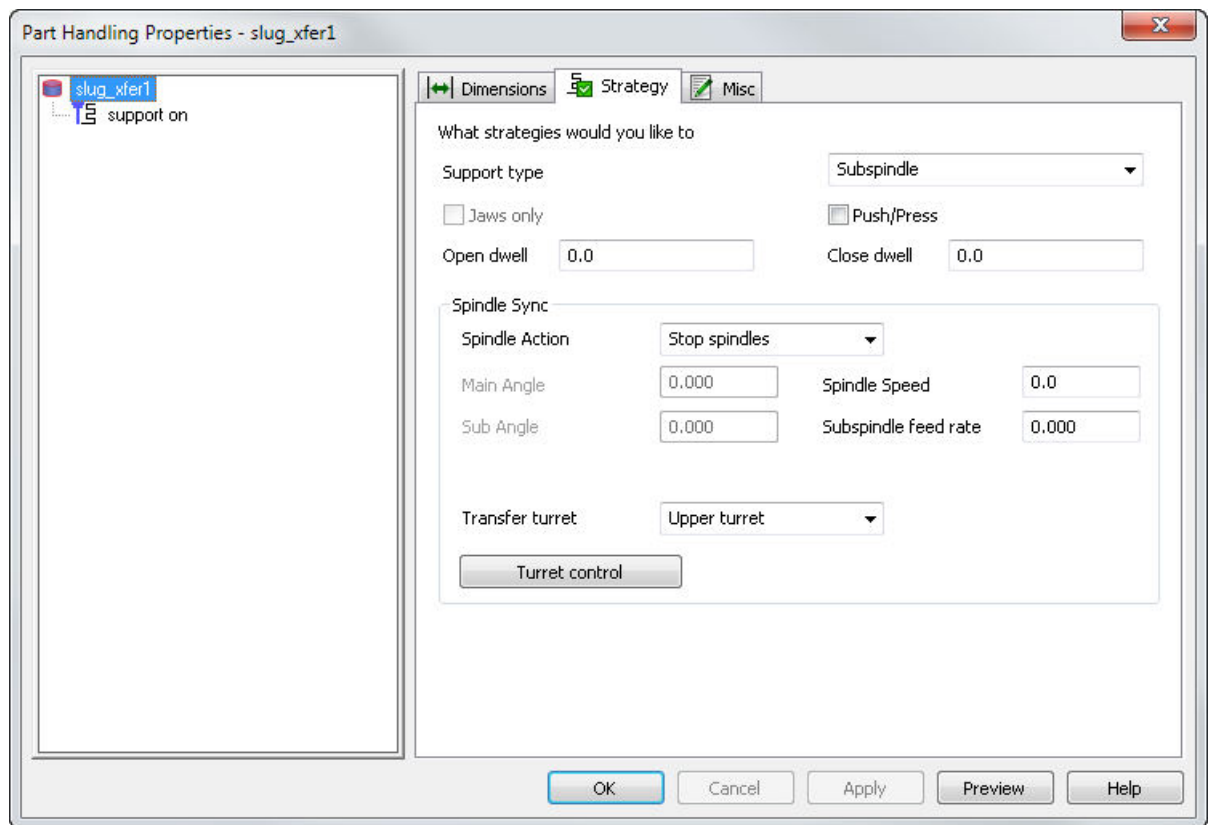 Part Handling Properties - slug_xfer1
slug_xfer1
support on
Dimensions Strategy Misc
What strategies would you like to
Support type Subspindle
Jaws only Push/Press
Open dwell 0.0 Close dwell 0.0
Spindle Sync
Spindle Action Stop spindles
Main Angle 0.000 Spindle Speed 0.0
Sub Angle 0.000 Subspindle feed rate 0.000
Transfer turret Upper turret
Turret control
OK Cancel Apply Preview Help